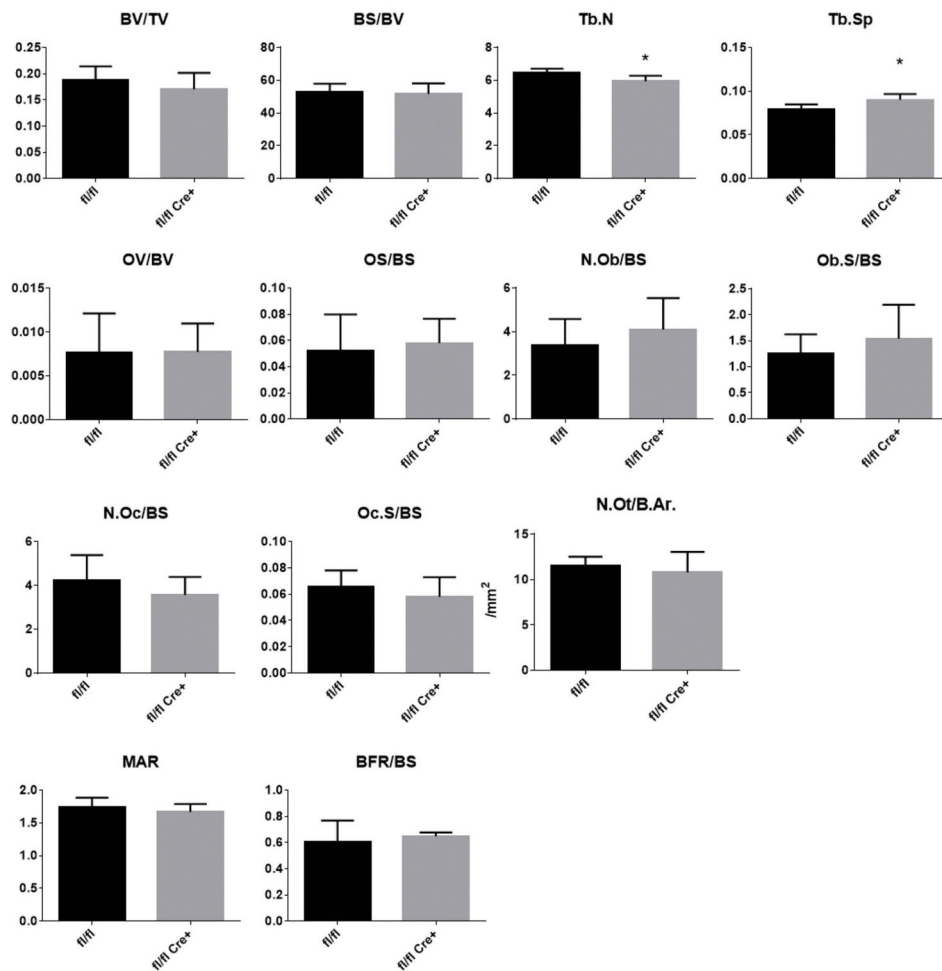 BV/TV
0.25
0.20
0.15
0.10
0.05
0.00
fl/fl
fl/fl Cre+
BS/BV
80
60
40
20
0
fl/fl
fl/fl Cre+
Tb.N
8
6
4
2
0
*
fl/fl
fl/fl Cre+
Tb.Sp
0.15
0.10
0.05
0.00
*
fl/fl
fl/fl Cre+
OV/BV
0.015
0.010
0.005
0.000
fl/fl
fl/fl Cre+
OS/BS
0.10
0.08
0.06
0.04
0.02
0.00
fl/fl
fl/fl Cre+
N.Ob/BS
6
4
2
0
fl/fl
fl/fl Cre+
Ob.S/BS
2.5
2.0
1.5
1.0
0.5
0.0
fl/fl
fl/fl Cre+
N.Oc/BS
6
4
2
0
fl/fl
fl/fl Cre+
Oc.S/BS
0.10
0.08
0.06
0.04
0.02
0.00
fl/fl
fl/fl Cre+
N.Ot/B.Ar.
/mm²
15
10
5
0
fl/fl
fl/fl Cre+
MAR
2.0
1.5
1.0
0.5
0.0
fl/fl
fl/fl Cre+
BFR/BS
1.0
0.8
0.6
0.4
0.2
0.0
fl/fl
fl/fl Cre+